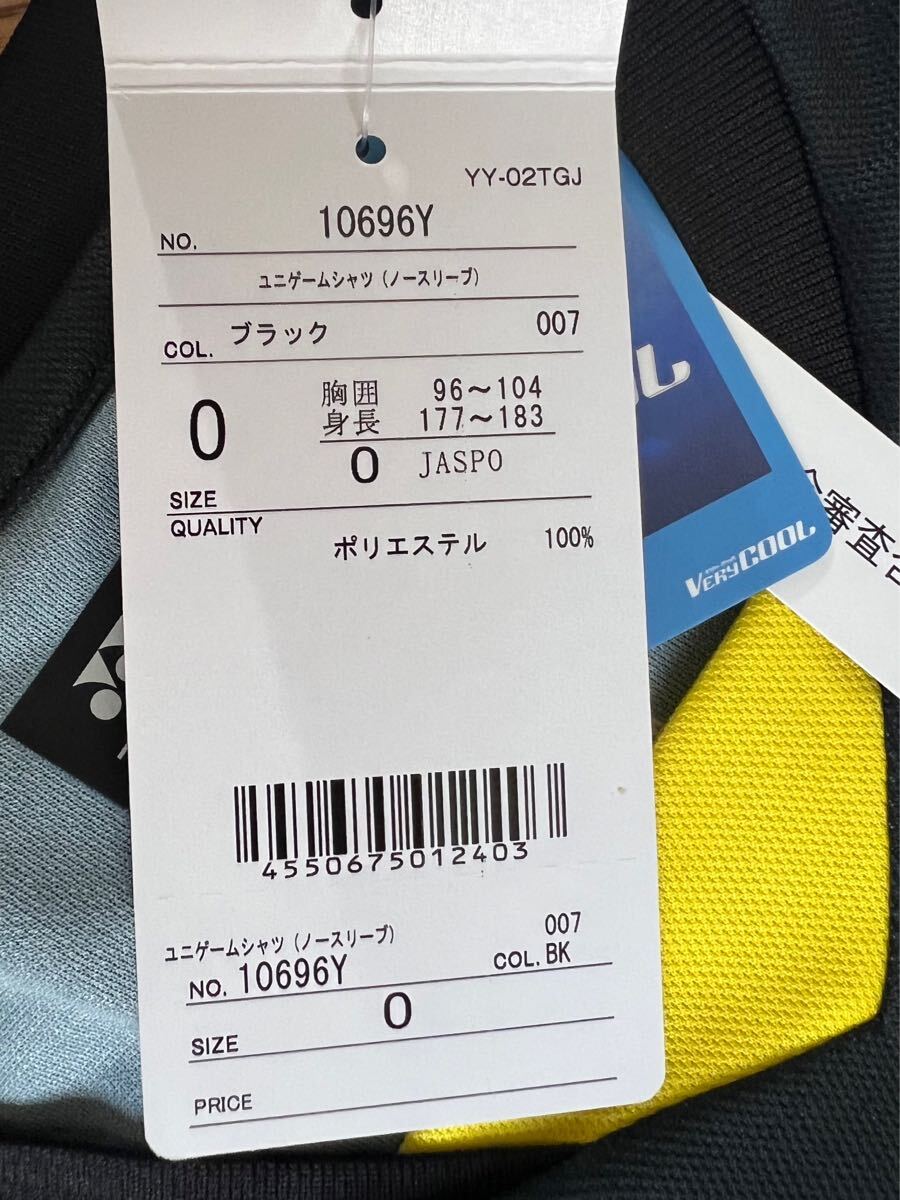 YY-02TGJ
NO. 10696Y
ユニゲームシャツ(ノースリーブ)
COL. ブラック 007
0 胸囲 96〜104
身長 177〜183
0 JASPO
SIZE
QUALITY
ポリエステル 100%
VERYCOOL
審査
4550675012403
ユニゲームシャツ(ノースリーブ) 007
NO. 10696Y COL. BK
SIZE 0
PRICE